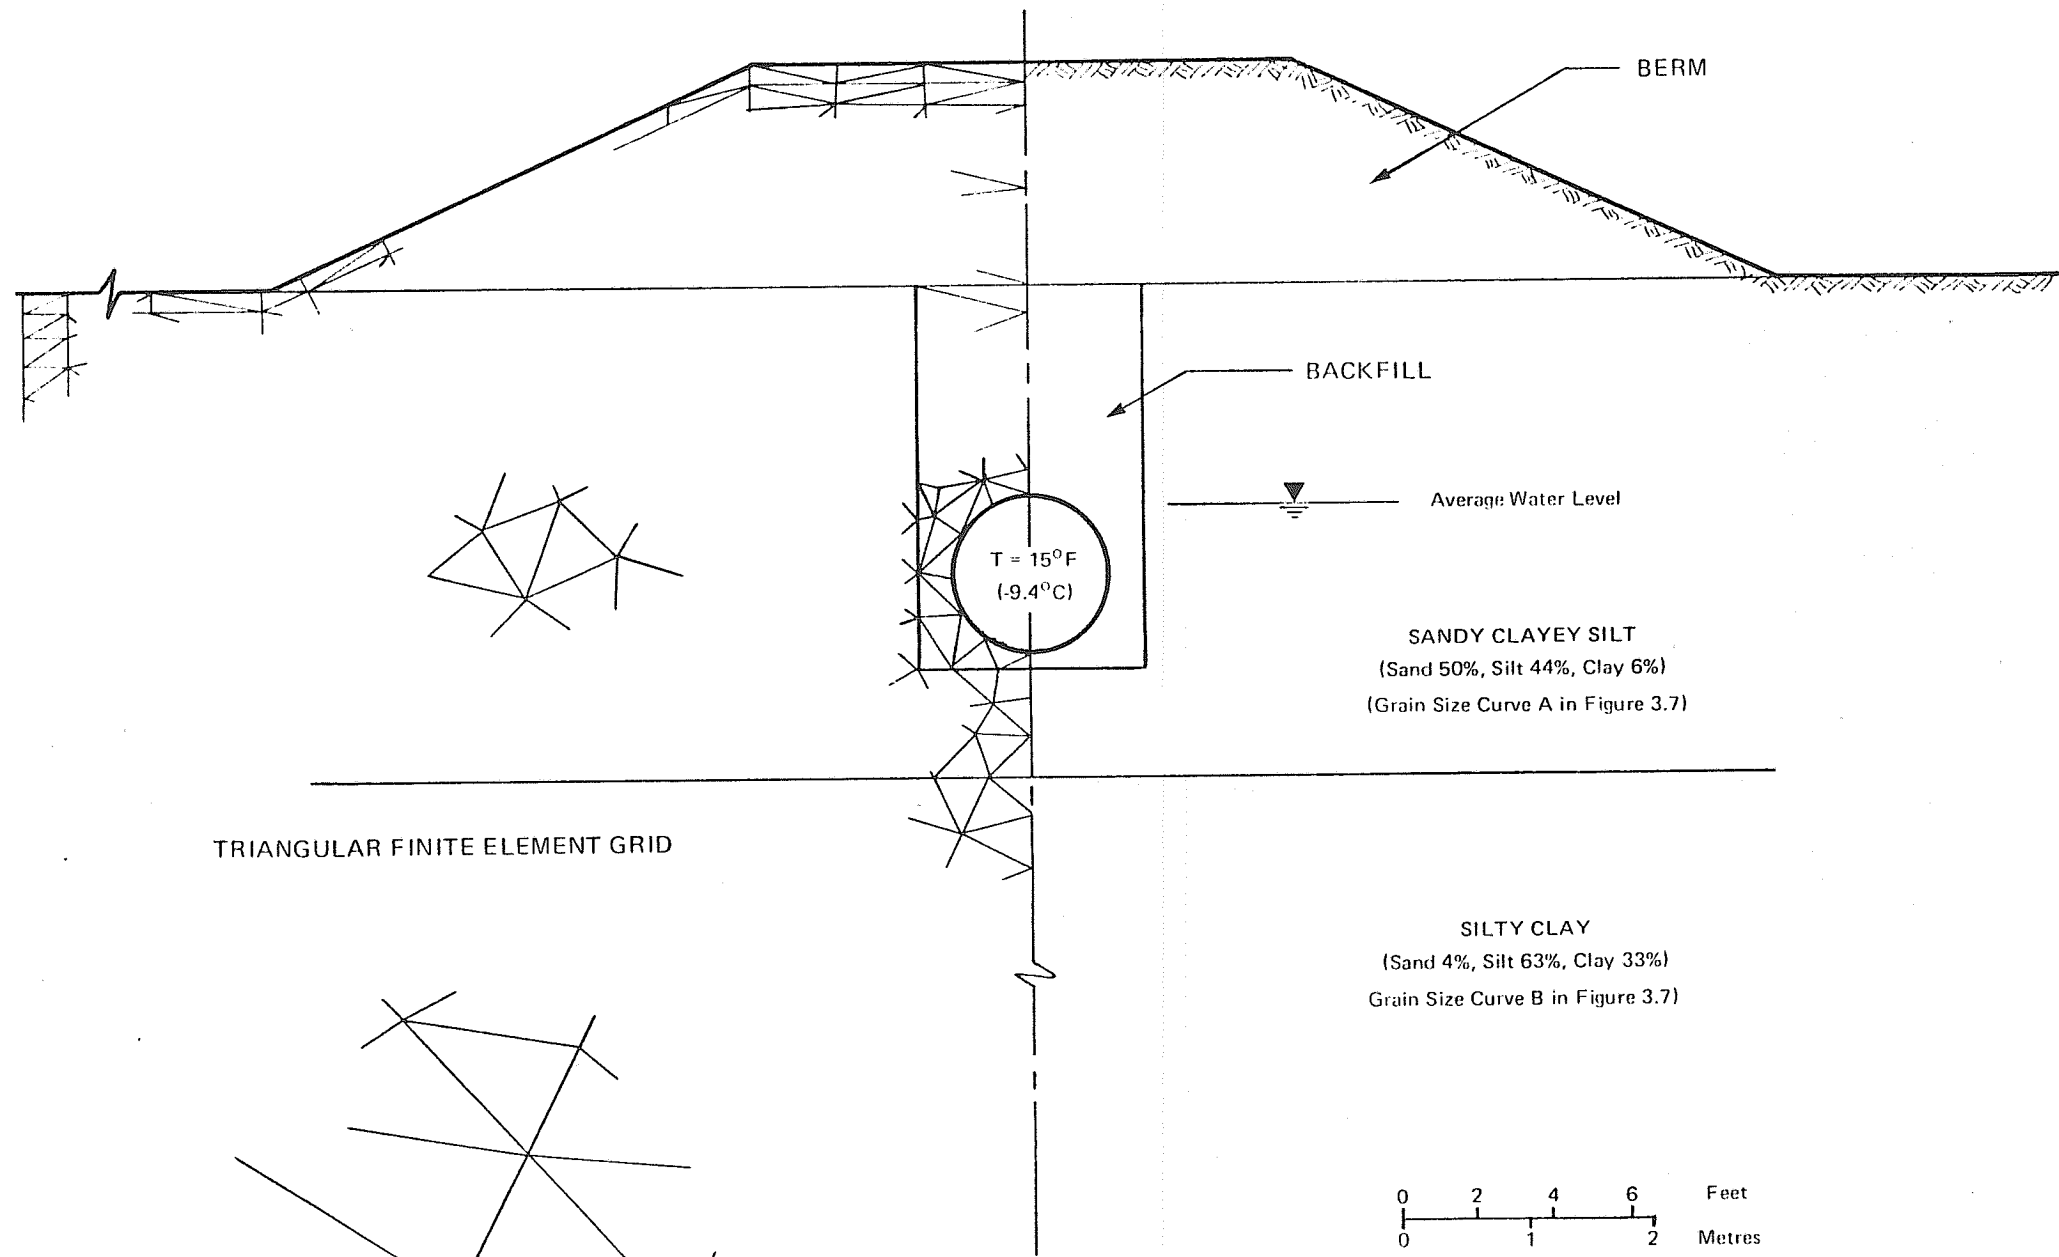 BERM
BACKFILL
Average Water Level
T = 15°F
(-9.4°C)
SANDY CLAYEY SILT
(Sand 50%, Silt 44%, Clay 6%)
(Grain Size Curve A in Figure 3.7)
TRIANGULAR FINITE ELEMENT GRID
SILTY CLAY
(Sand 4%, Silt 63%, Clay 33%)
Grain Size Curve B in Figure 3.7)
0 2 4 6 Feet
0 1 2 Metres